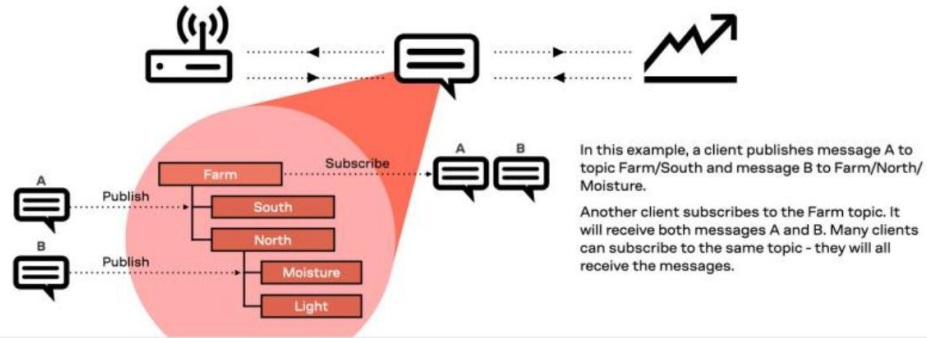 A
Publish
B
Publish
Farm
South
North
Moisture
Light
Subscribe
A
B
In this example, a client publishes message A to
topic Farm/South and message B to Farm/North/
Moisture.
Another client subscribes to the Farm topic. It
will receive both messages A and B. Many clients
can subscribe to the same topic - they will all
receive the messages.